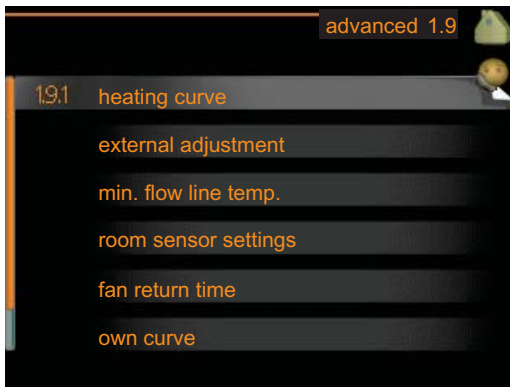 advanced 1.9
1.9.1 heating curve
external adjustment
min. flow line temp.
room sensor settings
fan return time
own curve